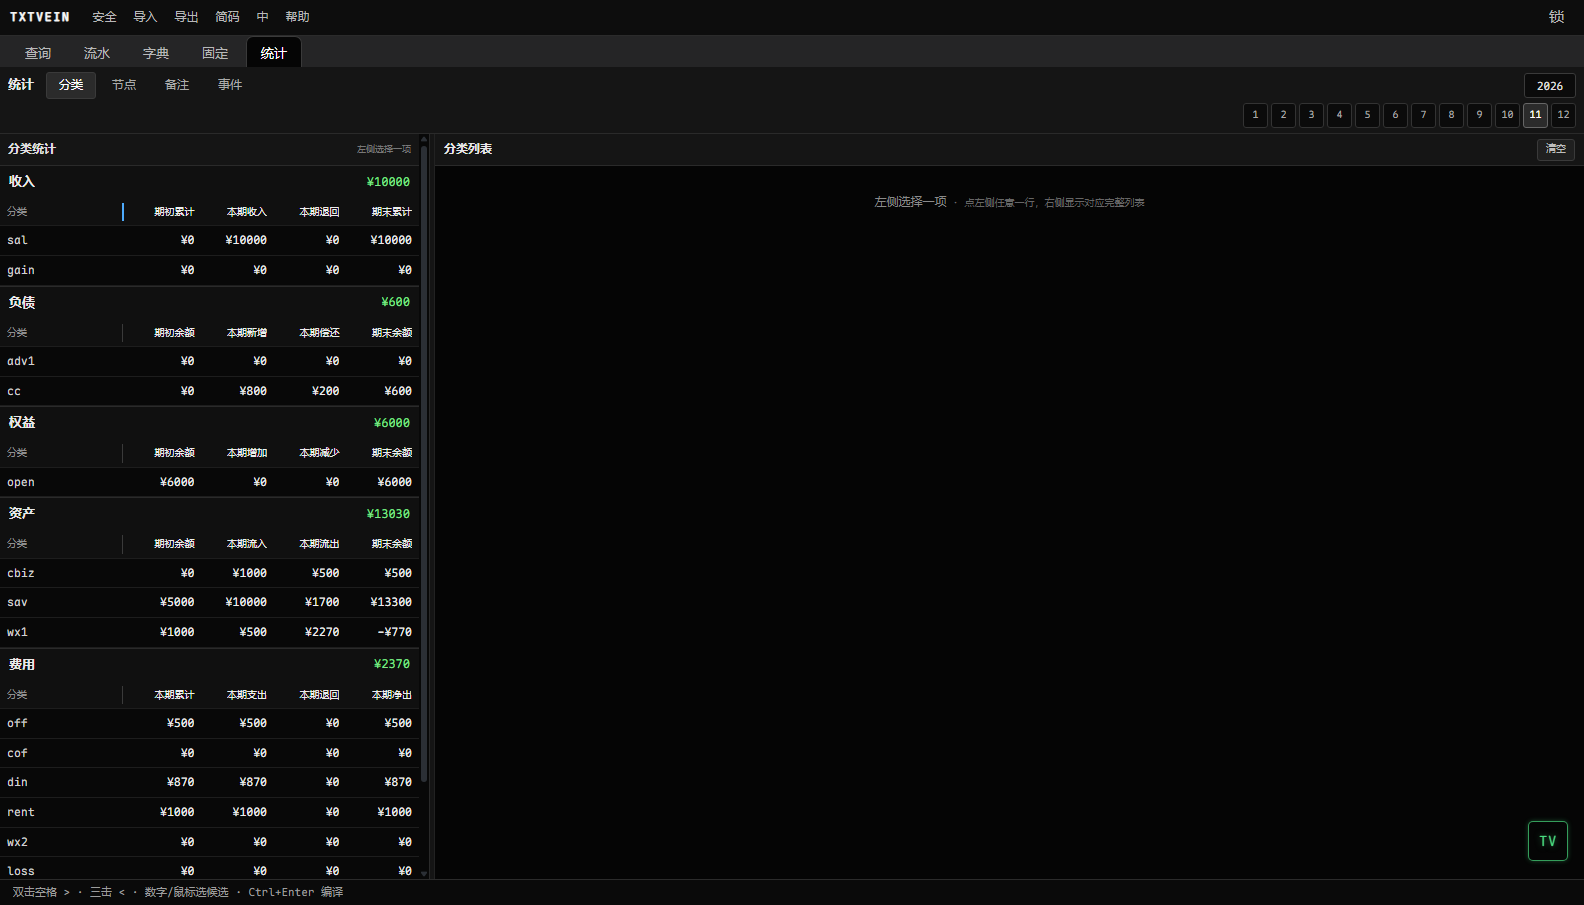 TXTVEIN 安全 导入 导出 简码 中 帮助 锁
查询 流水 字典 固定 统计
统计 分类 节点 备注 事件 2026
1 2 3 4 5 6 7 8 9 10 11 12
分类统计 左侧选择一项
收入 ¥10000
分类 期初累计 本期收入 本期退回 期末累计
sal ¥0 ¥10000 ¥0 ¥10000
gain ¥0 ¥0 ¥0 ¥0
负债 ¥600
分类 期初余额 本期新增 本期偿还 期末余额
adv1 ¥0 ¥0 ¥0 ¥0
cc ¥0 ¥800 ¥200 ¥600
权益 ¥6000
分类 期初余额 本期增加 本期减少 期末余额
open ¥6000 ¥0 ¥0 ¥6000
资产 ¥13030
分类 期初余额 本期流入 本期流出 期末余额
cbiz ¥0 ¥1000 ¥500 ¥500
sav ¥5000 ¥10000 ¥1700 ¥13300
wx1 ¥1000 ¥500 ¥2270 -¥770
费用 ¥2370
分类 本期累计 本期支出 本期退回 本期净出
off ¥500 ¥500 ¥0 ¥500
cof ¥0 ¥0 ¥0 ¥0
din ¥870 ¥870 ¥0 ¥870
rent ¥1000 ¥1000 ¥0 ¥1000
wx2 ¥0 ¥0 ¥0 ¥0
loss ¥0 ¥0 ¥0 ¥0
分类列表 清空
左侧选择一项 · 点左侧任意一行，右侧显示对应完整列表
TV
双击空格 > · 三击 < · 数字/鼠标选候选 · Ctrl+Enter 编译